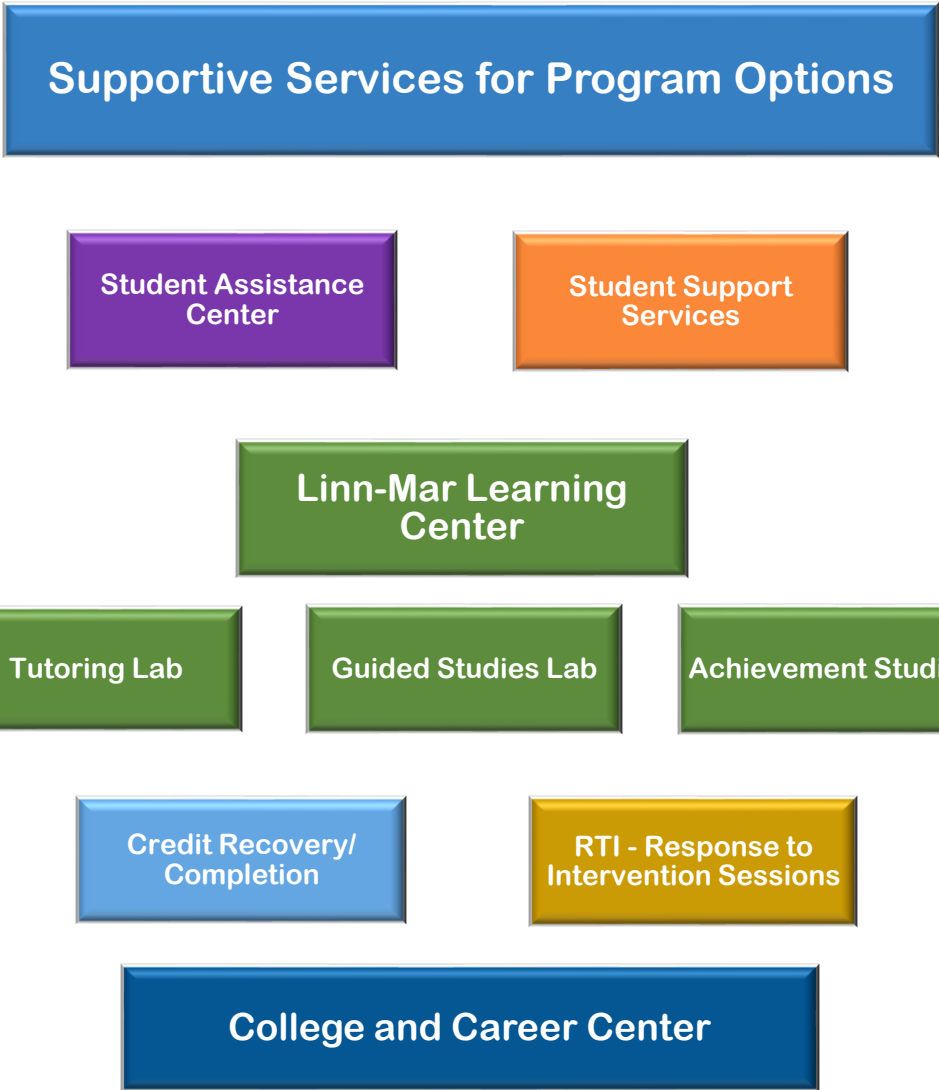 Supportive Services for Program Options
Student Assistance
Center
Student Support
Services
Linn-Mar Learning
Center
Tutoring Lab
Guided Studies Lab
Achievement Studi
Credit Recovery/
Completion
RTI - Response to
Intervention Sessions
College and Career Center